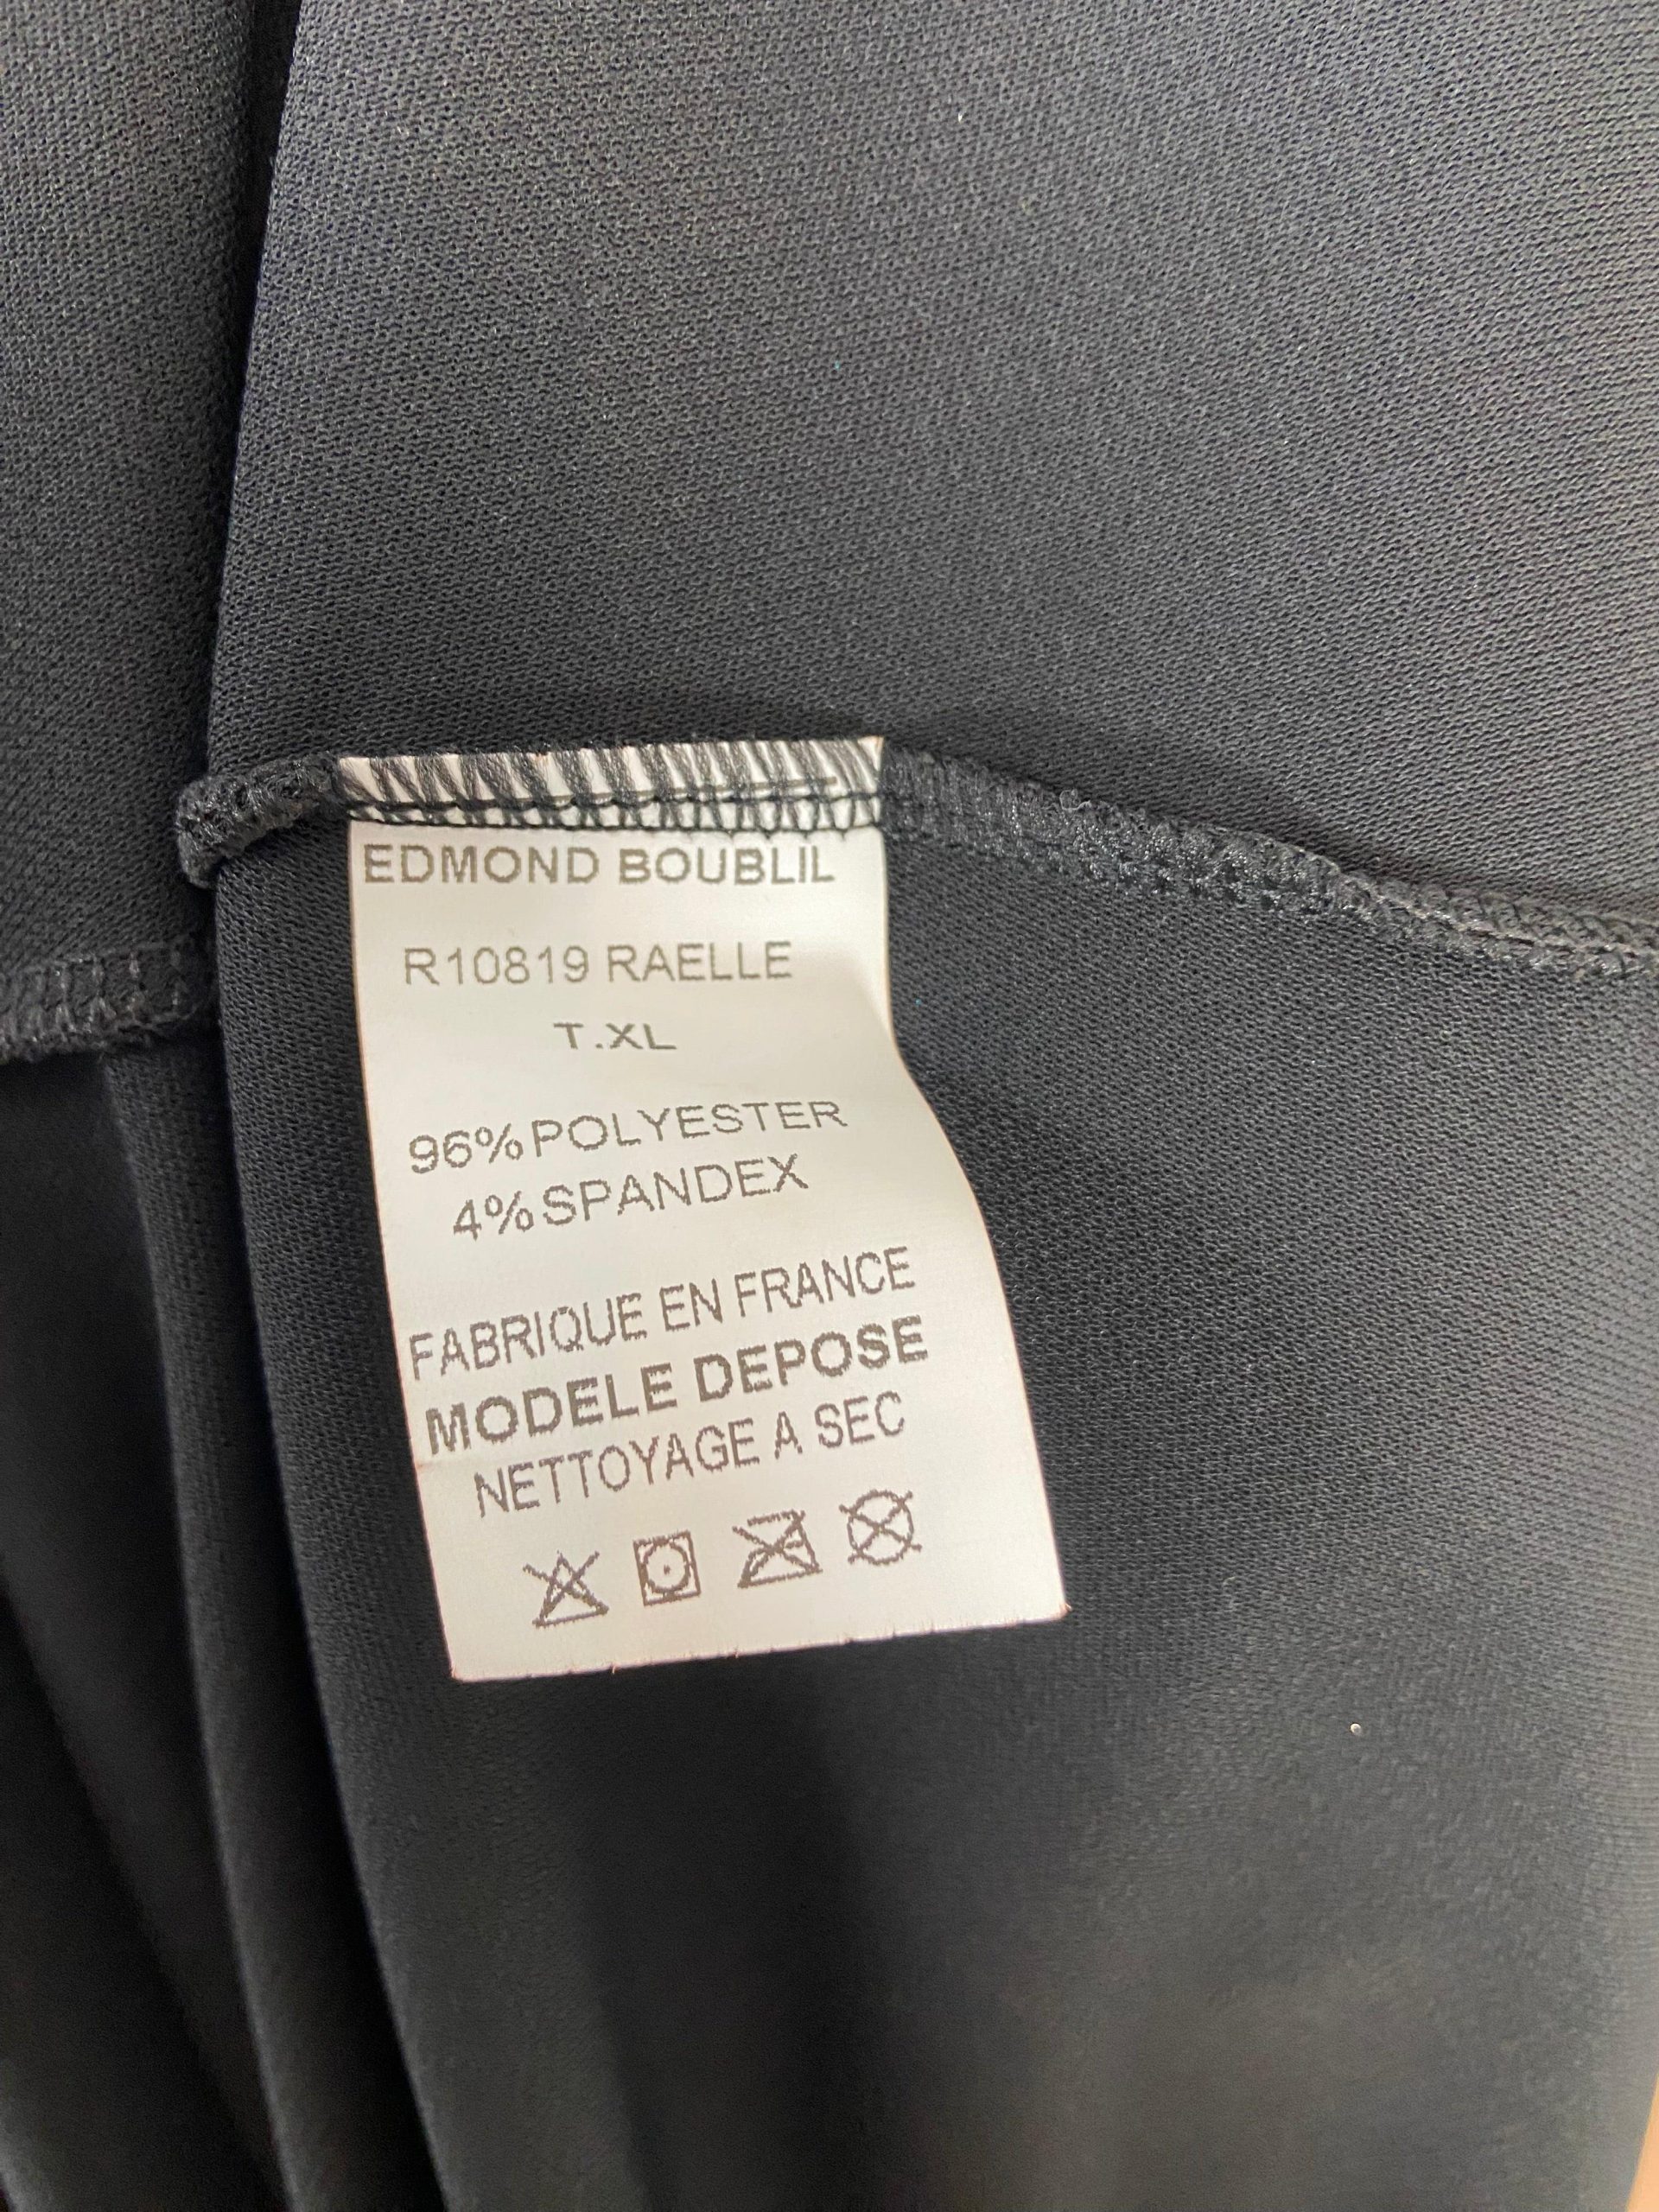 EDMOND BOUBLIL
R10819 RAELLE
T.XL
96%POLYESTER
4%SPANDEX
FABRIQUE EN FRANCE
MODELE DEPOSE
NETTOYAGE A SEC